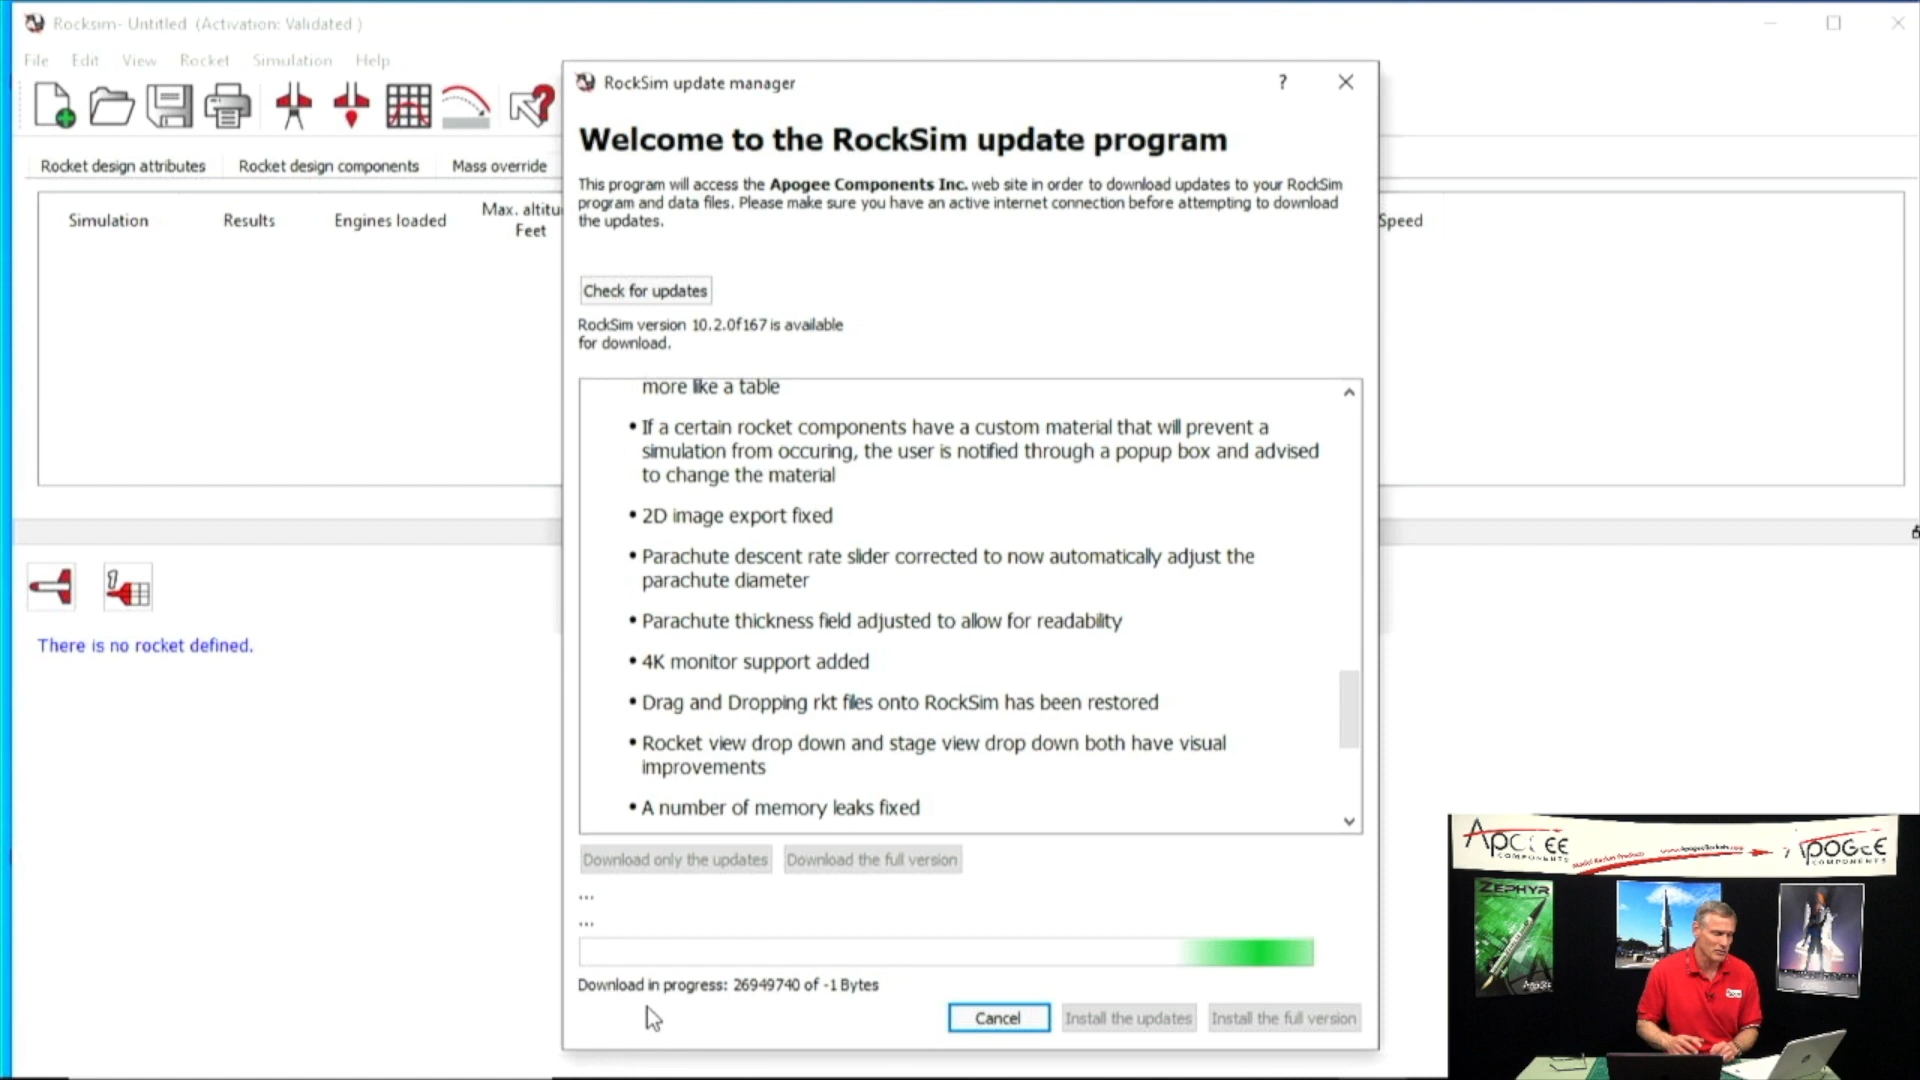 Rocksim- Untitled (Activation: Validated )
File Edit View Rocket Simulation Help
Rocket design attributes Rocket design components Mass override
Simulation Results Engines loaded Max. altitu
Feet
Speed
There is no rocket defined.
RockSim update manager
Welcome to the RockSim update program
This program will access the Apogee Components Inc. web site in order to download updates to your RockSim
program and data files. Please make sure you have an active internet connection before attempting to download
the updates.
Check for updates
RockSim version 10.2.0f167 is available
for download.
more like a table
• If a certain rocket components have a custom material that will prevent a
simulation from occuring, the user is notified through a popup box and advised
to change the material
• 2D image export fixed
• Parachute descent rate slider corrected to now automatically adjust the
parachute diameter
• Parachute thickness field adjusted to allow for readability
• 4K monitor support added
• Drag and Dropping rkt files onto RockSim has been restored
• Rocket view drop down and stage view drop down both have visual
improvements
• A number of memory leaks fixed
Download only the updates Download the full version
...
...
Download in progress: 26949740 of -1 Bytes
Cancel Install the updates Install the full version
APOGEE
COMPONENTS
APOGEE
COMPONENTS
ZEPHYR